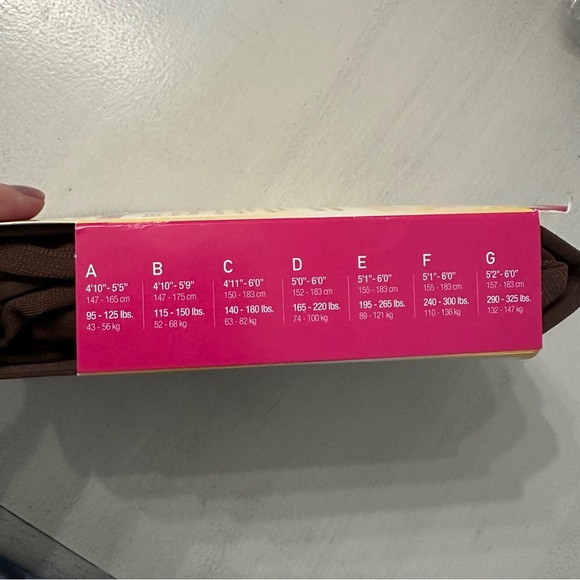 A
4'10"- 5'5"
147 - 165 cm
95 - 125 lbs.
43 - 56 kg
B
4'10"- 5'9"
147 - 175 cm
115 - 150 lbs.
52 - 68 kg
C
4'11"- 6'0"
150 - 183 cm
140 - 180 lbs.
63 - 82 kg
D
5'0"- 6'0"
152 - 183 cm
165 - 220 lbs.
74 - 100 kg
E
5'1"- 6'0"
155 - 183 cm
195 - 265 lbs.
89 - 121 kg
F
5'1"- 6'0"
155 - 183 cm
240 - 300 lbs.
110 - 136 kg
G
5'2"- 6'0"
157 - 183 cm
290 - 325 lbs.
132 - 147 kg